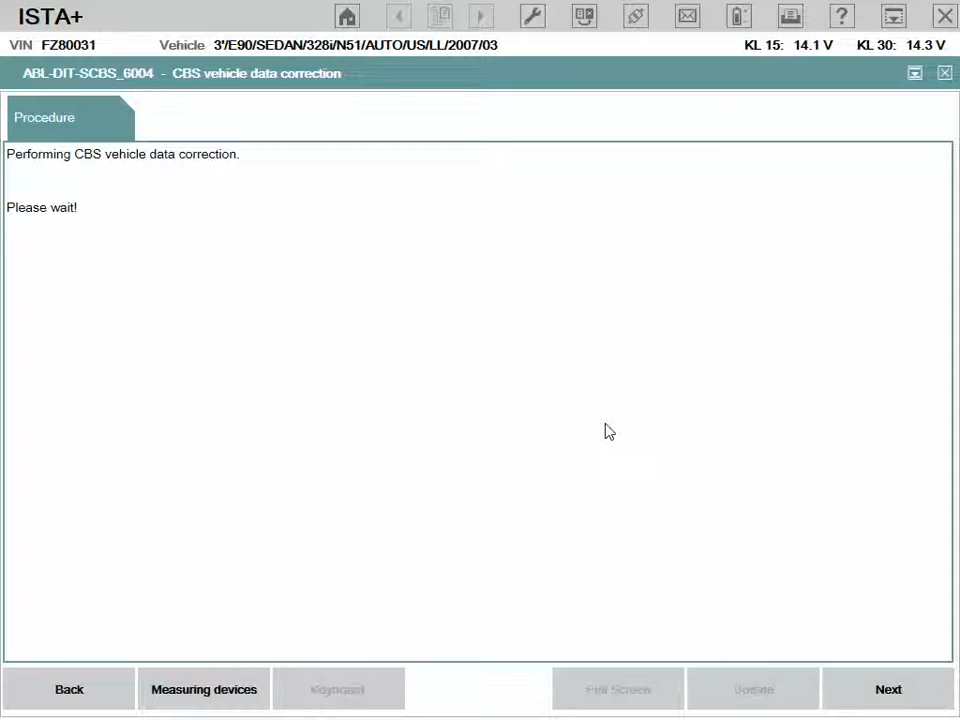 ISTA+
VIN FZ80031 Vehicle 3'/E90/SEDAN/328i/N51/AUTO/US/LL/2007/03 KL 15: 14.1 V KL 30: 14.3 V
ABL-DIT-SCBS_6004 - CBS vehicle data correction
Procedure
Performing CBS vehicle data correction.
Please wait!
Back Measuring devices Keyboard Full Screen Update Next